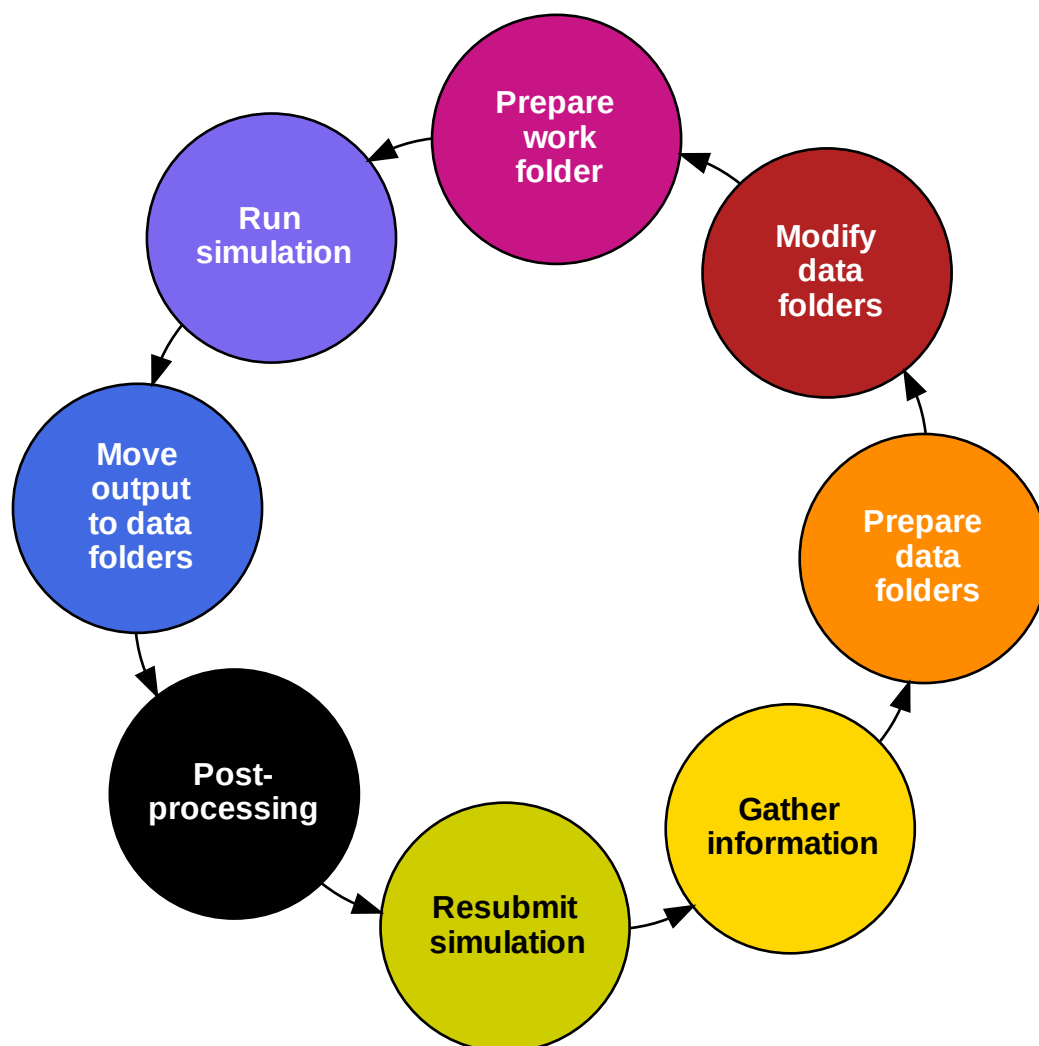 Prepare
work
folder
Run
simulation
Modify
data
folders
Move
output
to data
folders
Prepare
data
folders
Post-
processing
Gather
information
Resubmit
simulation